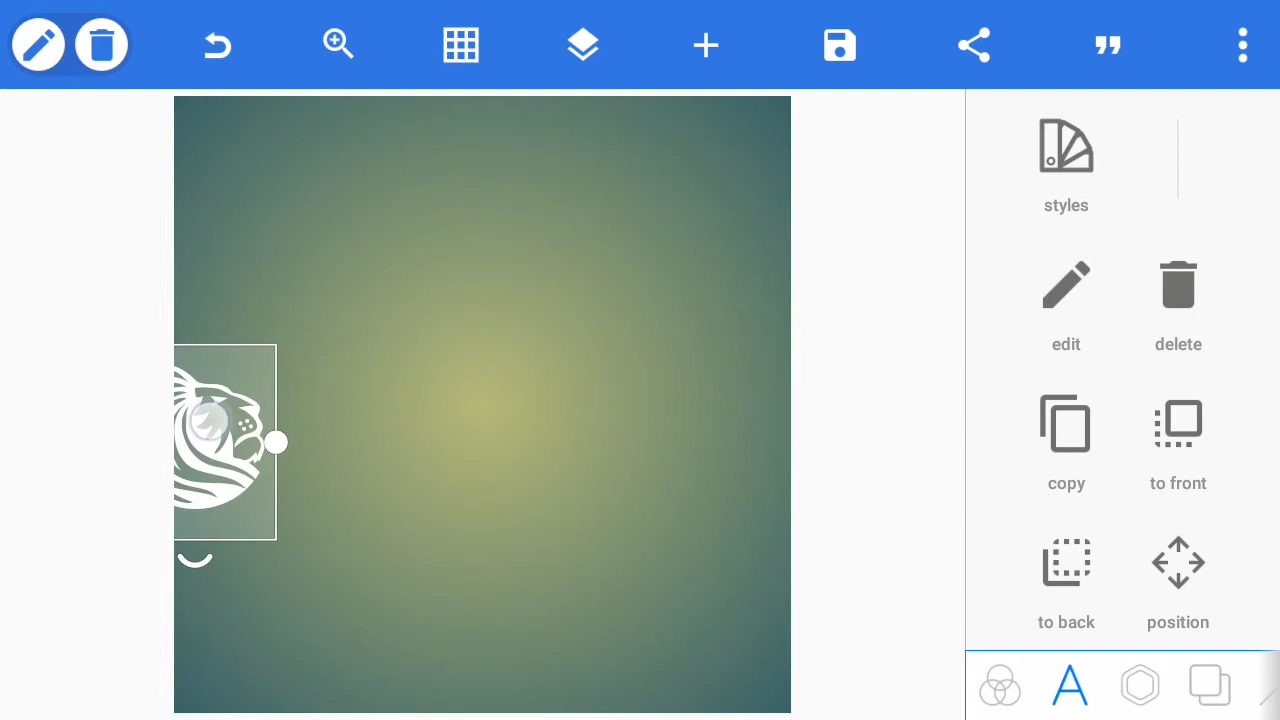 styles
edit
delete
copy
to front
to back
position